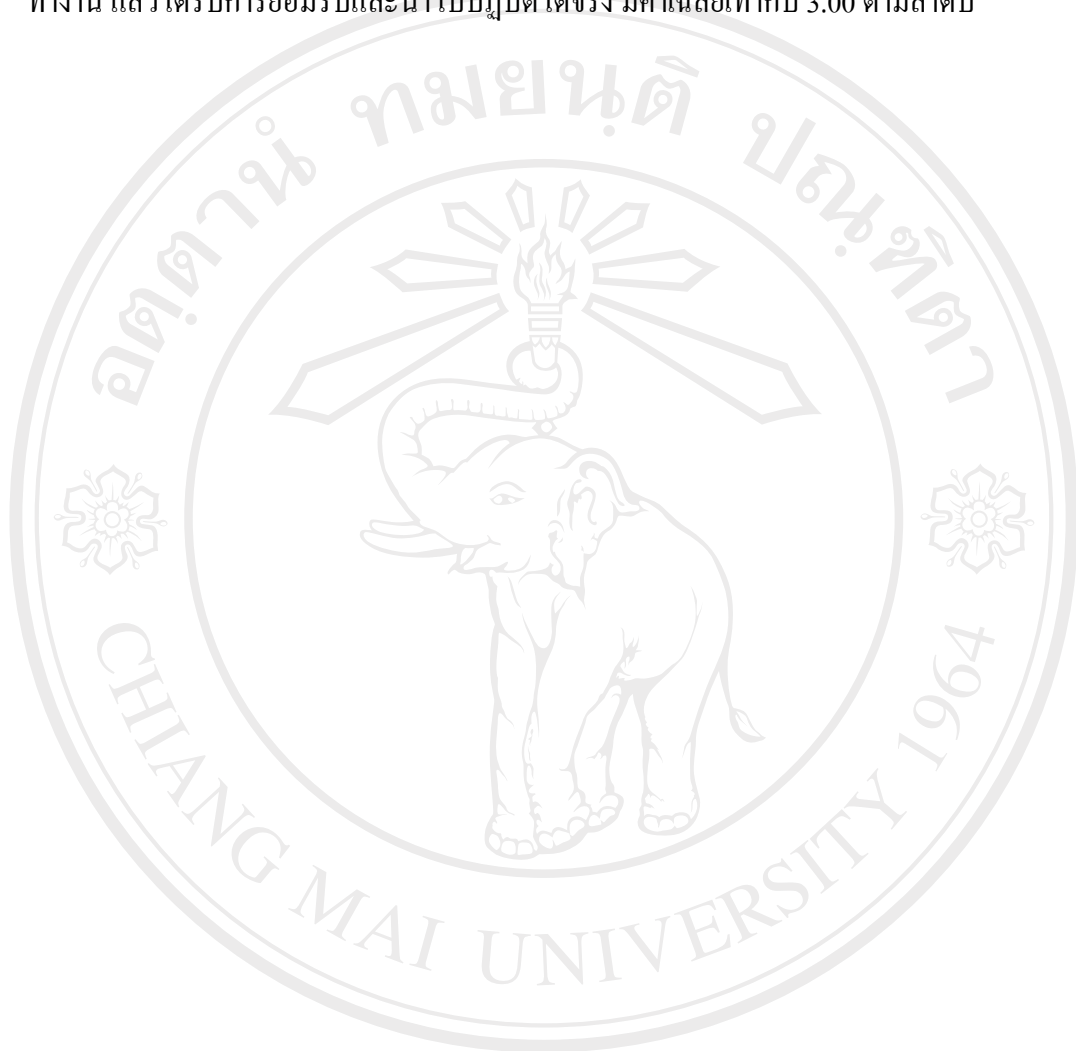 ทำงาน แล้วได้รับการยอมรับและนำไปปฏิบัติได้จริง มีค่าเฉลี่ยเท่ากับ 3.00 ตามลำดับ
อตฺตานํ ทมยนฺติ ปณฺฑิตา
CHIANG MAI UNIVERSITY 1964